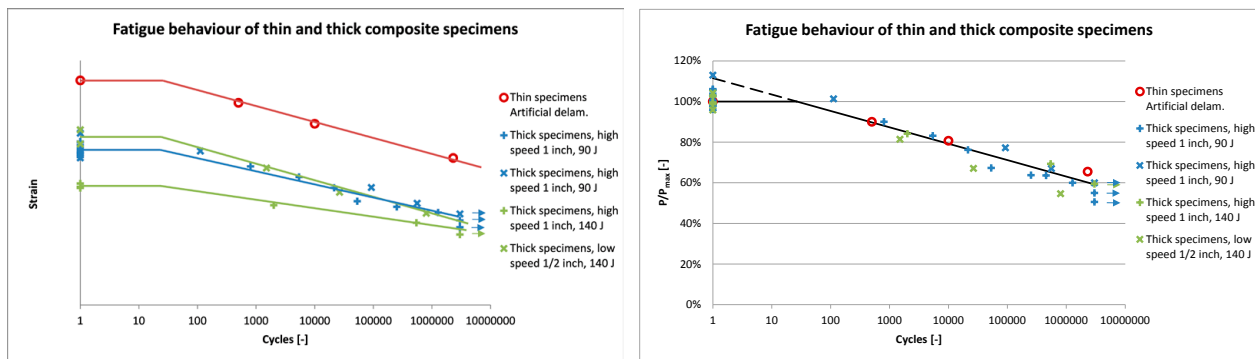 Fatigue behaviour of thin and thick composite specimens
Strain
Thin specimens
Artificial delam.
Thick specimens, high
speed 1 inch, 90 J
Thick specimens, high
speed 1 inch, 90 J
Thick specimens, high
speed 1 inch, 140 J
Thick specimens, low
speed 1/2 inch, 140 J
1 10 100 1000 10000 100000 1000000 10000000
Cycles [-]
Fatigue behaviour of thin and thick composite specimens
120%
100%
80%
60%
40%
20%
0%
P/Pmax [-]
Thin specimens
Artificial delam.
Thick specimens, high
speed 1 inch, 90 J
Thick specimens, high
speed 1 inch, 90 J
Thick specimens, high
speed 1 inch, 140 J
Thick specimens, low
speed 1/2 inch, 140 J
1 10 100 1000 10000 100000 1000000 10000000
Cycles [-]